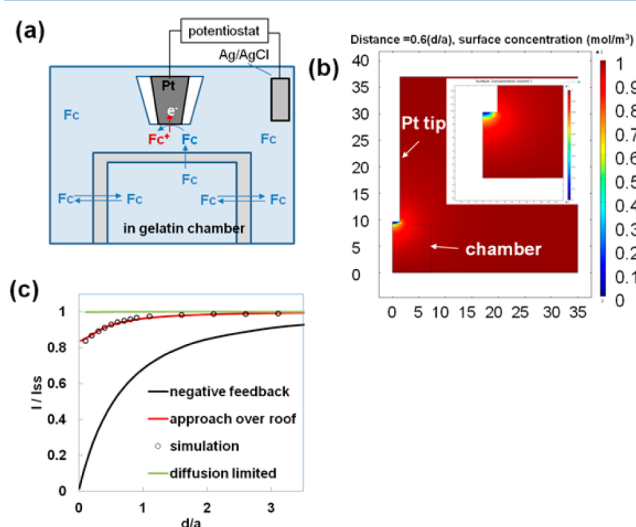 (a)
potentiostat
Ag/AgCl
Pt
e-
Fc
Fc+
Fc
Fc
Fc
Fc
Fc
Fc
Fc
in gelatin chamber
(b)
Distance =0.6(d/a), surface concentration (mol/m³)
40
35
30
25
20
15
10
5
0
0 5 10 15 20 25 30 35
Pt tip
chamber
1
0.9
0.8
0.7
0.6
0.5
0.4
0.3
0.2
0.1
0
(c)
I / Iss
1
0.8
0.6
0.4
0.2
0
0 1 2 3
d/a
negative feedback
approach over roof
simulation
diffusion limited